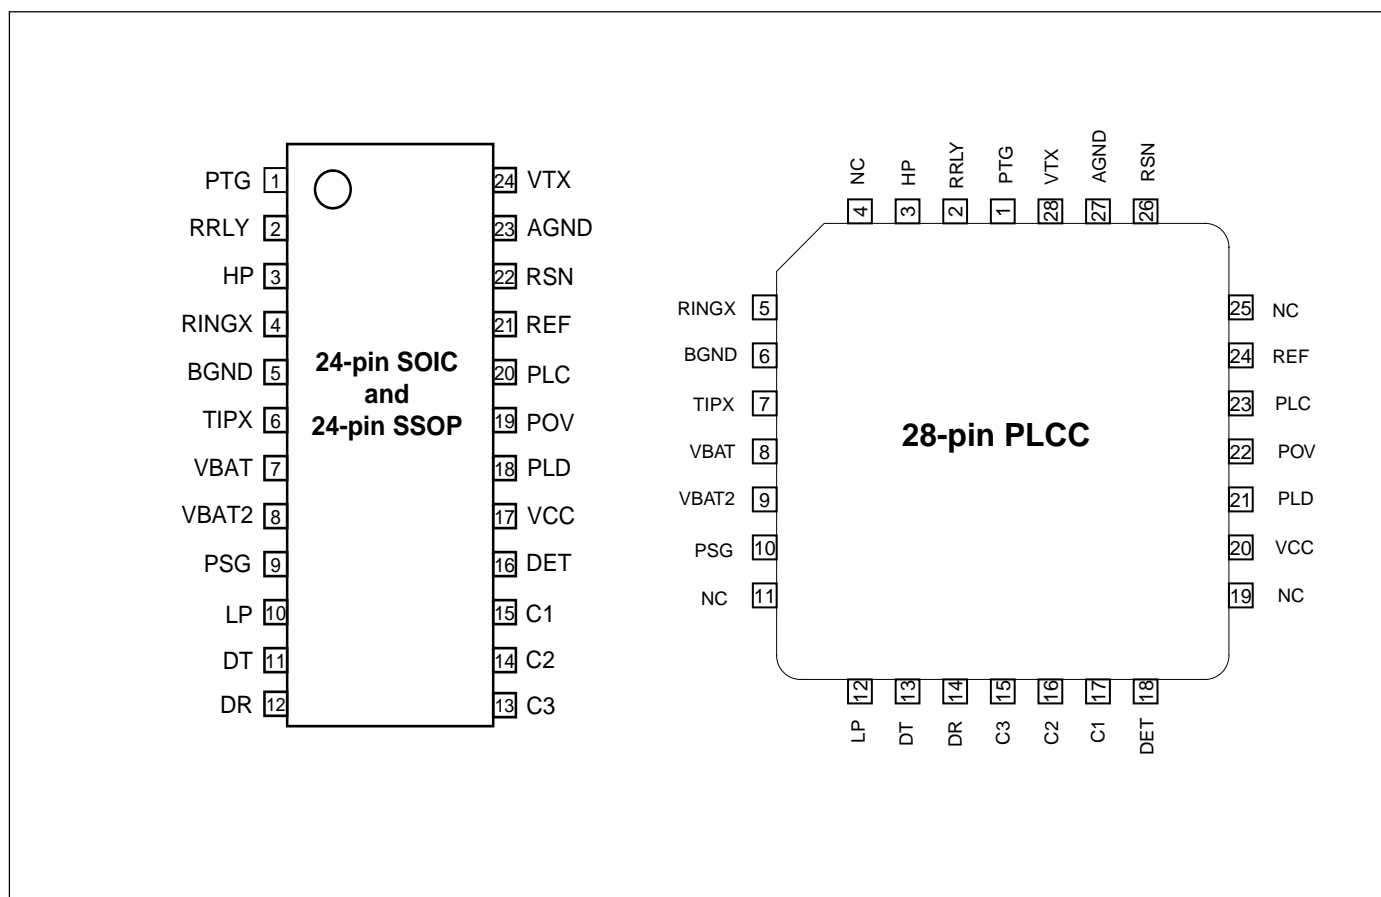 PTG 1
RRLY 2
HP 3
RINGX 4
BGND 5
TIPX 6
VBAT 7
VBAT2 8
PSG 9
LP 10
DT 11
DR 12
24-pin SOIC
and
24-pin SSOP
24 VTX
23 AGND
22 RSN
21 REF
20 PLC
19 POV
18 PLD
17 VCC
16 DET
15 C1
14 C2
13 C3
NC HP RRLY PTG VTX AGND RSN
4 3 2 1 28 27 26
RINGX 5
BGND 6
TIPX 7
VBAT 8
VBAT2 9
PSG 10
NC 11
28-pin PLCC
25 NC
24 REF
23 PLC
22 POV
21 PLD
20 VCC
19 NC
12 13 14 15 16 17 18
LP DT DR C3 C2 C1 DET